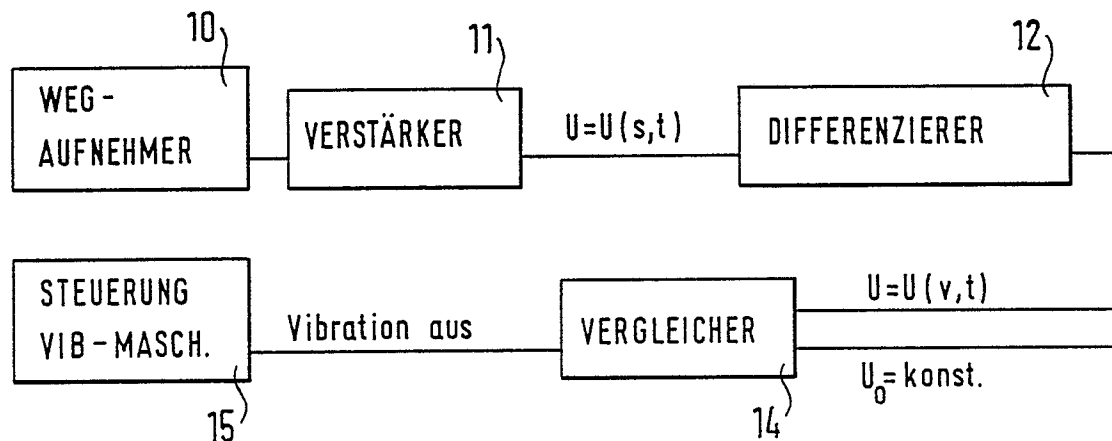 10
WEG-
AUFNEHMER
11
VERSTÄRKER
U=U(s,t)
12
DIFFERENZIERER
STEUERUNG
VIB-MASCH.
15
Vibration aus
VERGLEICHER
14
U=U(v,t)
U₀=konst.